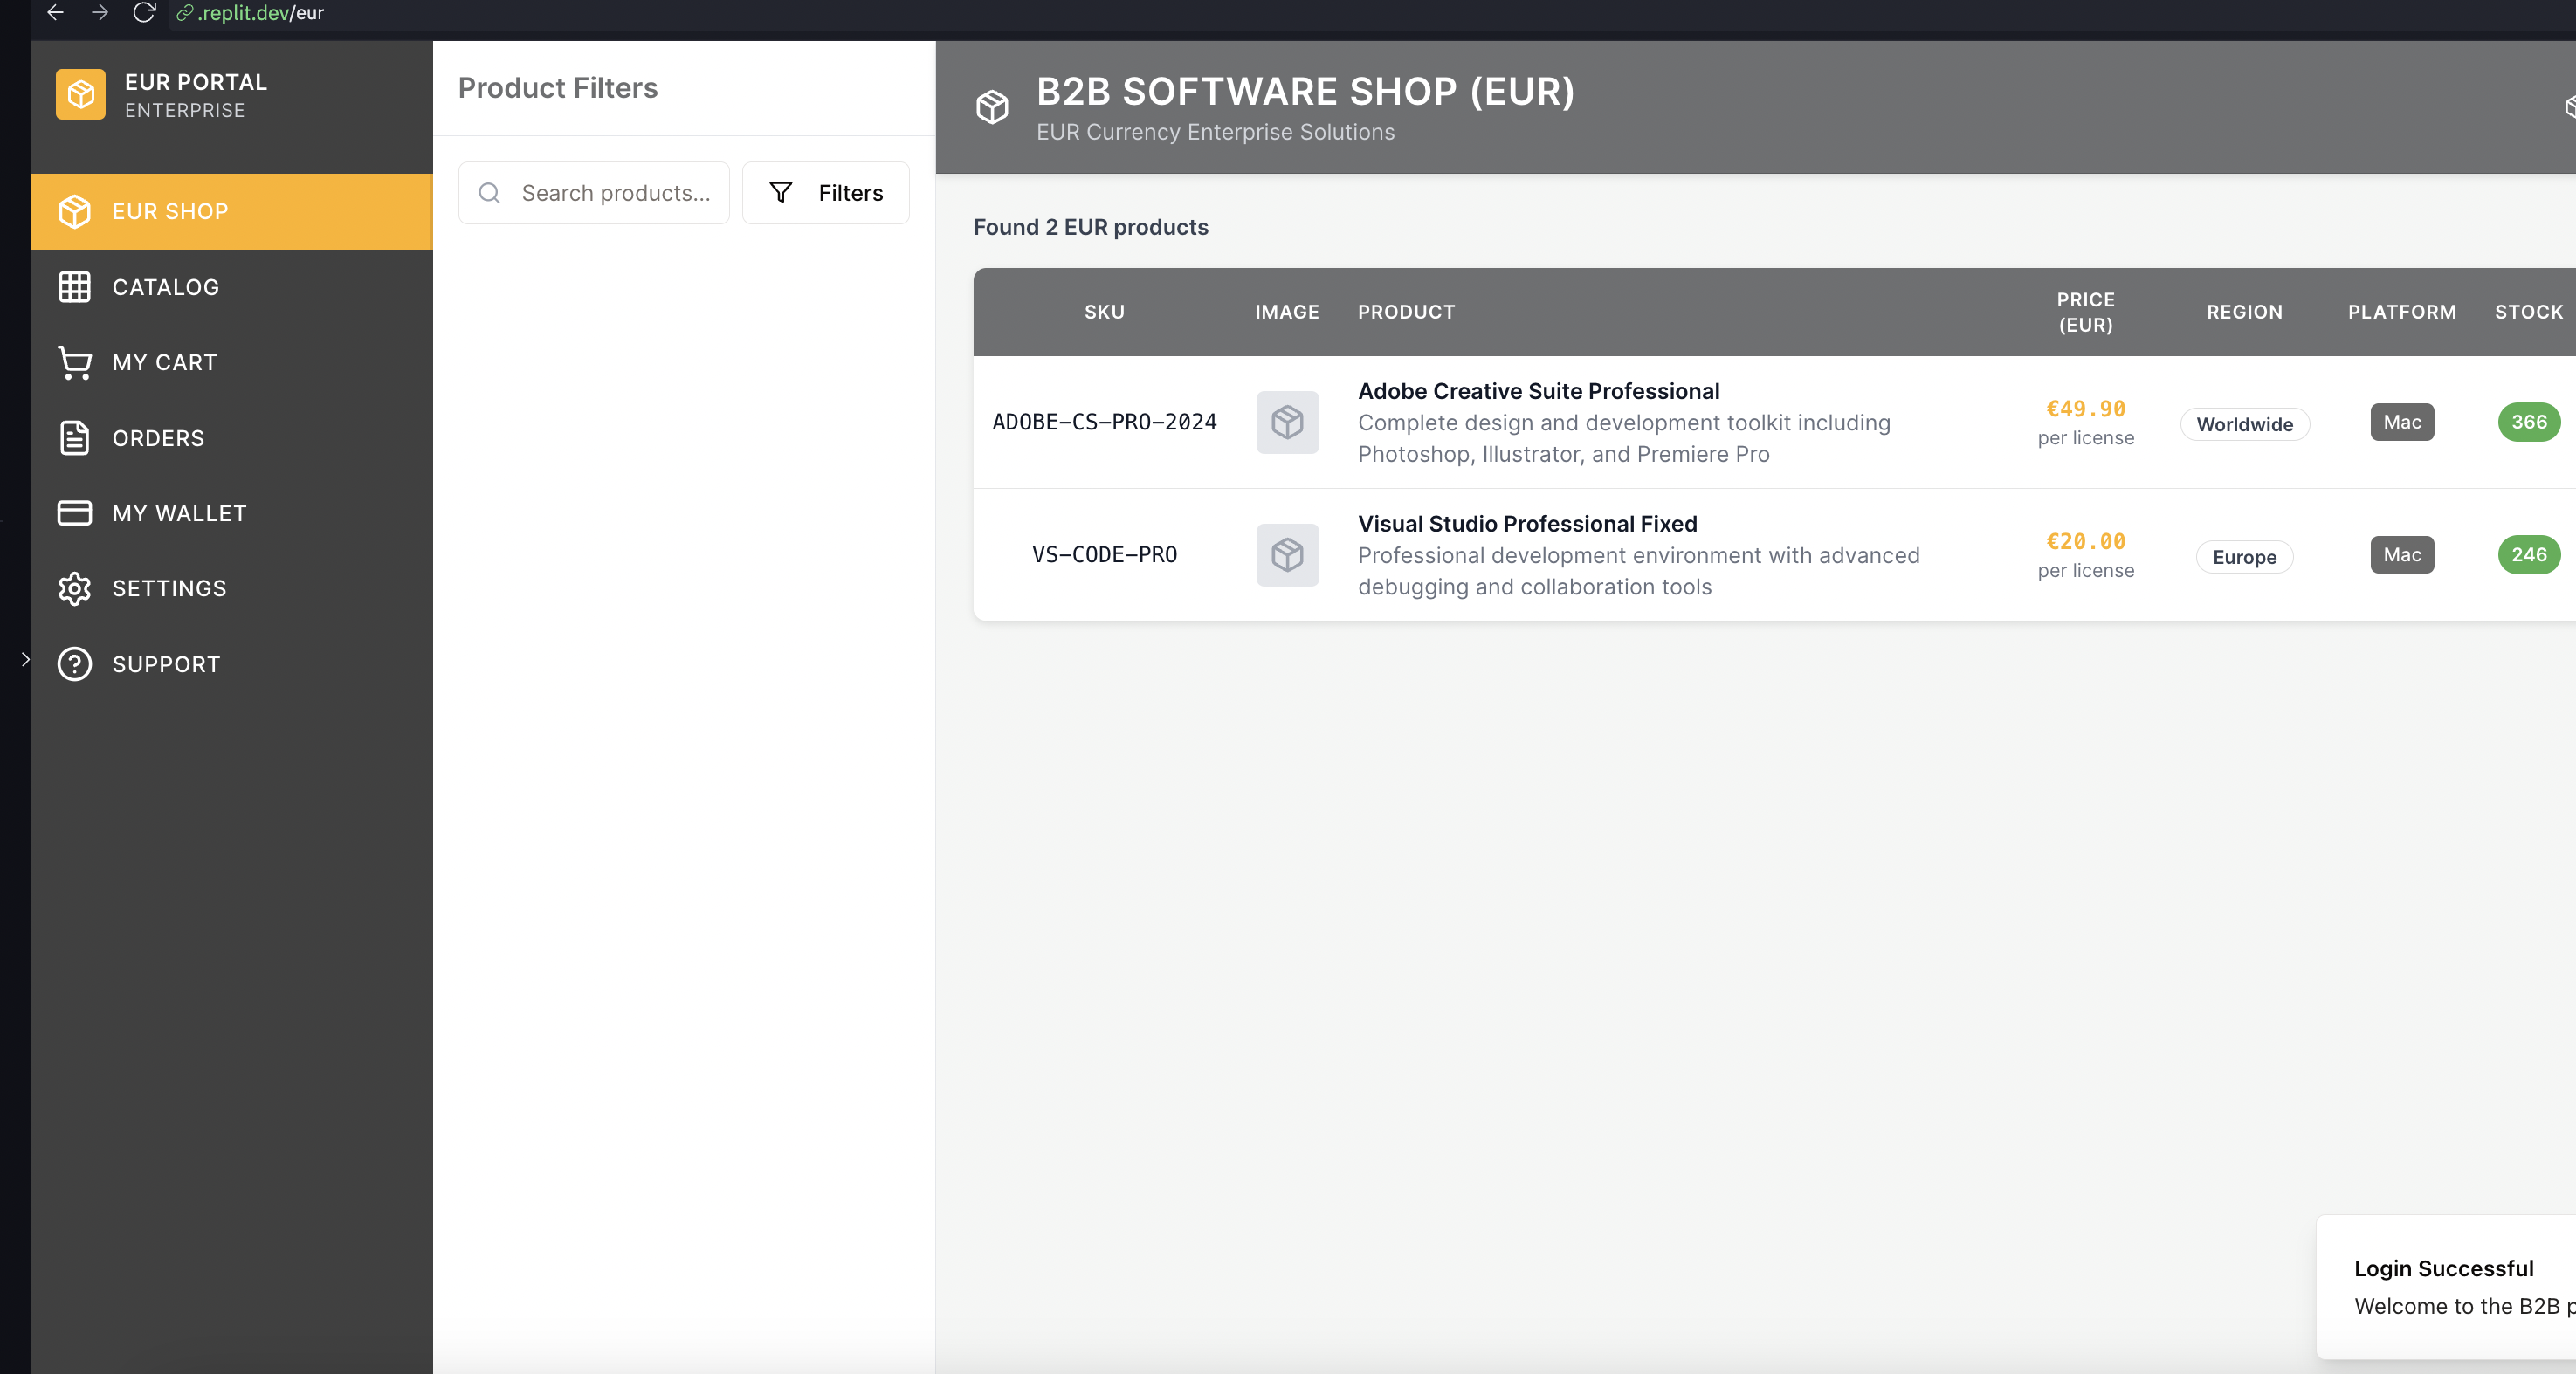 .replit.dev/eur
EUR PORTAL
ENTERPRISE
EUR SHOP
CATALOG
MY CART
ORDERS
MY WALLET
SETTINGS
SUPPORT
Product Filters
Search products...
Filters
B2B SOFTWARE SHOP (EUR)
EUR Currency Enterprise Solutions
Found 2 EUR products
SKU IMAGE PRODUCT PRICE (EUR) REGION PLATFORM STOCK
ADOBE-CS-PRO-2024
Adobe Creative Suite Professional
Complete design and development toolkit including
Photoshop, Illustrator, and Premiere Pro
€49.90
per license
Worldwide
Mac
366
VS-CODE-PRO
Visual Studio Professional Fixed
Professional development environment with advanced
debugging and collaboration tools
€20.00
per license
Europe
Mac
246
Login Successful
Welcome to the B2B p